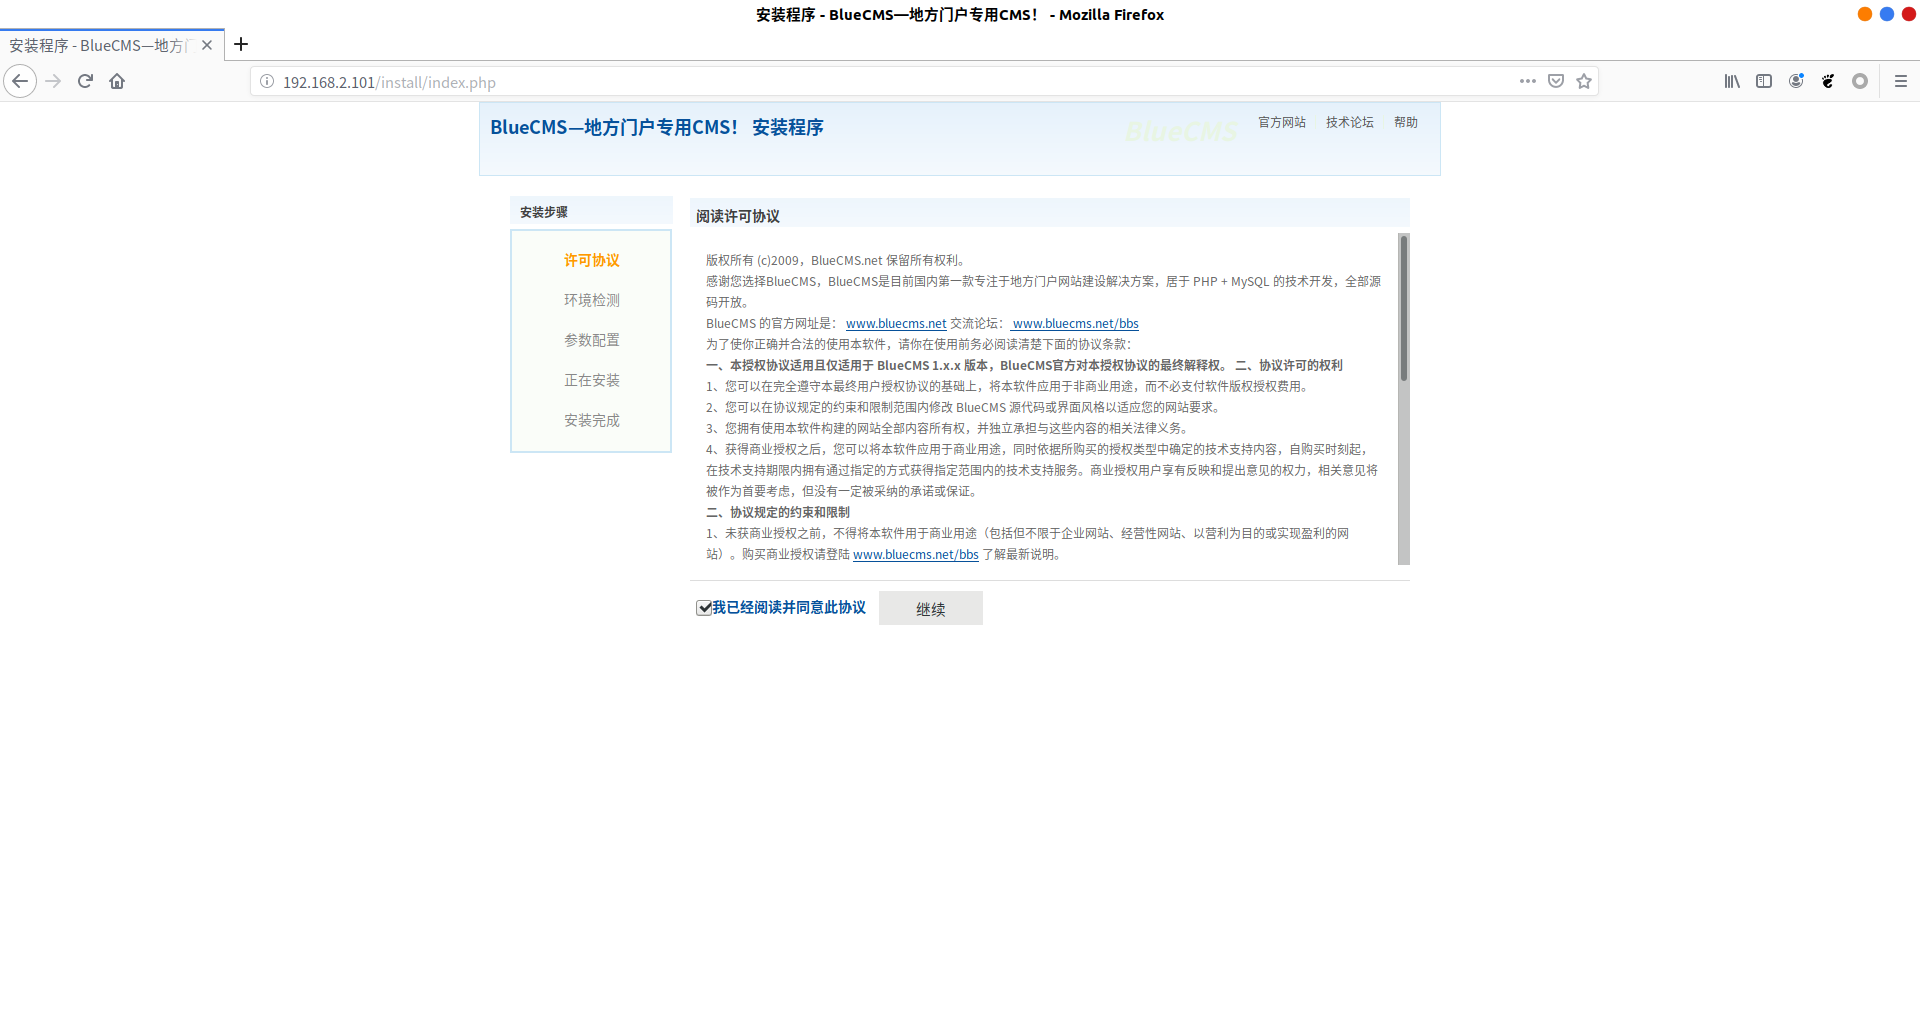 安装程序 - BlueCMS—地方门户专用CMS！ - Mozilla Firefox
安装程序 - BlueCMS—地方门
192.168.2.101/install/index.php
BlueCMS—地方门户专用CMS！ 安装程序
BlueCMS
官方网站 技术论坛 帮助
安装步骤
许可协议
环境检测
参数配置
正在安装
安装完成
阅读许可协议
版权所有 (c)2009，BlueCMS.net 保留所有权利。
感谢您选择BlueCMS，BlueCMS是目前国内第一款专注于地方门户网站建设解决方案，居于 PHP + MySQL 的技术开发，全部源
码开放。
BlueCMS 的官方网址是： www.bluecms.net 交流论坛： www.bluecms.net/bbs
为了使你正确并合法的使用本软件，请你在使用前务必阅读清楚下面的协议条款：
一、本授权协议适用且仅适用于 BlueCMS 1.x.x 版本，BlueCMS官方对本授权协议的最终解释权。 二、协议许可的权利
1、您可以在完全遵守本最终用户授权协议的基础上，将本软件应用于非商业用途，而不必支付软件版权授权费用。
2、您可以在协议规定的约束和限制范围内修改 BlueCMS 源代码或界面风格以适应您的网站要求。
3、您拥有使用本软件构建的网站全部内容所有权，并独立承担与这些内容的相关法律义务。
4、获得商业授权之后，您可以将本软件应用于商业用途，同时依据所购买的授权类型中确定的技术支持内容，自购买时刻起，
在技术支持期限内拥有通过指定的方式获得指定范围内的技术支持服务。商业授权用户享有反映和提出意见的权力，相关意见将
被作为首要考虑，但没有一定被采纳的承诺或保证。
二、协议规定的约束和限制
1、未获商业授权之前，不得将本软件用于商业用途（包括但不限于企业网站、经营性网站、以营利为目的或实现盈利的网
站）。购买商业授权请登陆 www.bluecms.net/bbs 了解最新说明。
我已经阅读并同意此协议 继续